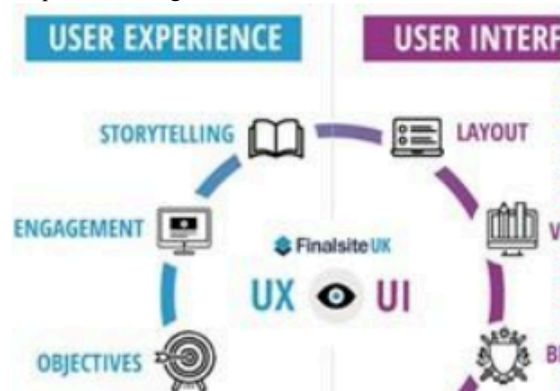 USER EXPERIENCE
USER INTERF
STORYTELLING
LAYOUT
ENGAGEMENT
V
Finalsite UK
UX UI
OBJECTIVES